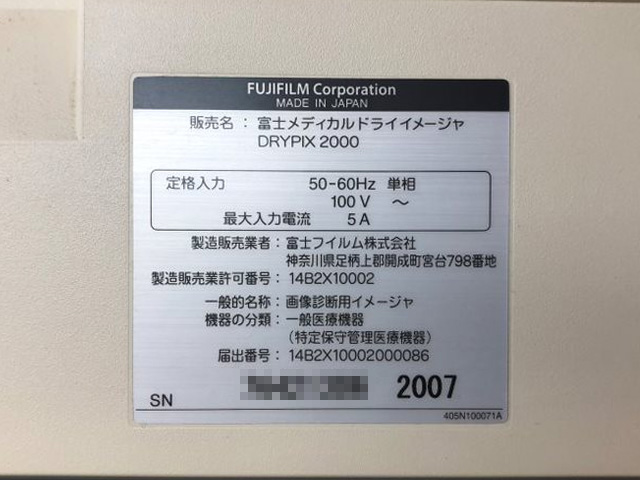 FUJIFILM Corporation
MADE IN JAPAN
販売名 : 富士メディカルドライイメージャ
DRYPIX 2000
定格入力 50-60Hz 単相
100 V ～
最大入力電流 5 A
製造販売業者 : 富士フイルム株式会社
神奈川県足柄上郡開成町宮台798番地
製造販売業許可番号 : 14B2X10002
一般的名称 : 画像診断用イメージャ
機器の分類 : 一般医療機器
(特定保守管理医療機器)
届出番号 : 14B2X10002000086
SN 2007
405N100071A